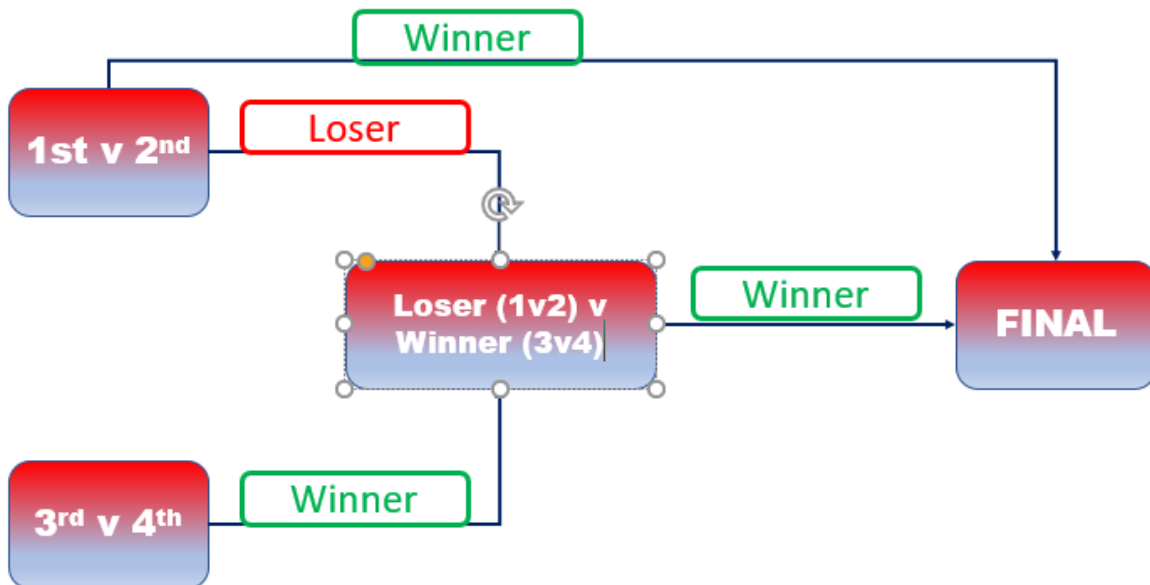 Winner
1st v 2nd
Loser
Loser (1v2) v
Winner (3v4)
Winner
FINAL
3rd v 4th
Winner